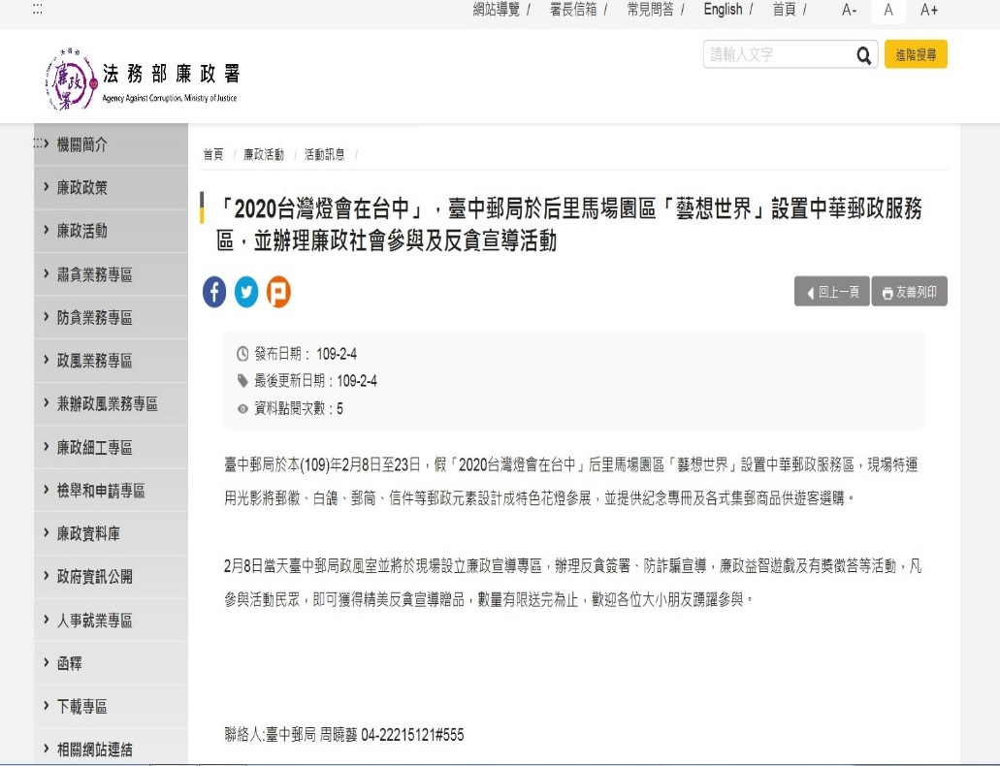 :::
網站導覽 / 署長信箱 / 常見問答 / English / 首頁 / A- A A+
請輸入文字 進階搜尋
廉政署
法務部廉政署
Agency Against Corruption, Ministry of Justice
:::
機關簡介
廉政政策
廉政活動
肅貪業務專區
防貪業務專區
政風業務專區
兼辦政風業務專區
廉政細工專區
檢舉和申請專區
廉政資料庫
政府資訊公開
人事就業專區
函釋
下載專區
相關網站連結
首頁 / 廉政活動 / 活動訊息 /
「2020台灣燈會在台中」，臺中郵局於后里馬場園區「藝想世界」設置中華郵政服務
區，並辦理廉政社會參與及反貪宣導活動
回上一頁 友善列印
發布日期： 109-2-4
最後更新日期：109-2-4
資料點閱次數：5
臺中郵局於本(109)年2月8日至23日，假「2020台灣燈會在台中」后里馬場園區「藝想世界」設置中華郵政服務區，現場特運
用光影將郵徽、白鴿、郵筒、信件等郵政元素設計成特色花燈參展，並提供紀念專冊及各式集郵商品供遊客選購。
2月8日當天臺中郵局政風室並將於現場設立廉政宣導專區，辦理反貪簽署、防詐騙宣導，廉政益智遊戲及有獎徵答等活動，凡
參與活動民眾，即可獲得精美反貪宣導贈品，數量有限送完為止，歡迎各位大小朋友踴躍參與。
聯絡人:臺中郵局 周曉藝 04-22215121#555